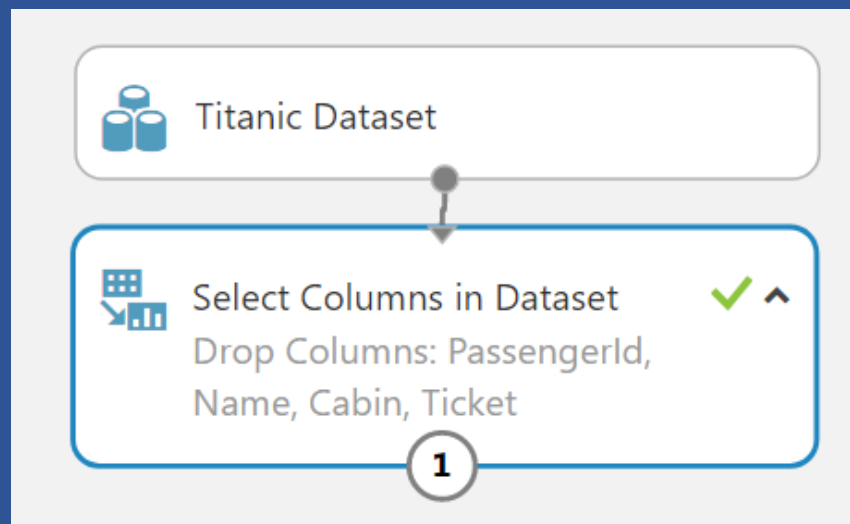 Titanic Dataset
Select Columns in Dataset
Drop Columns: PassengerId,
Name, Cabin, Ticket
1